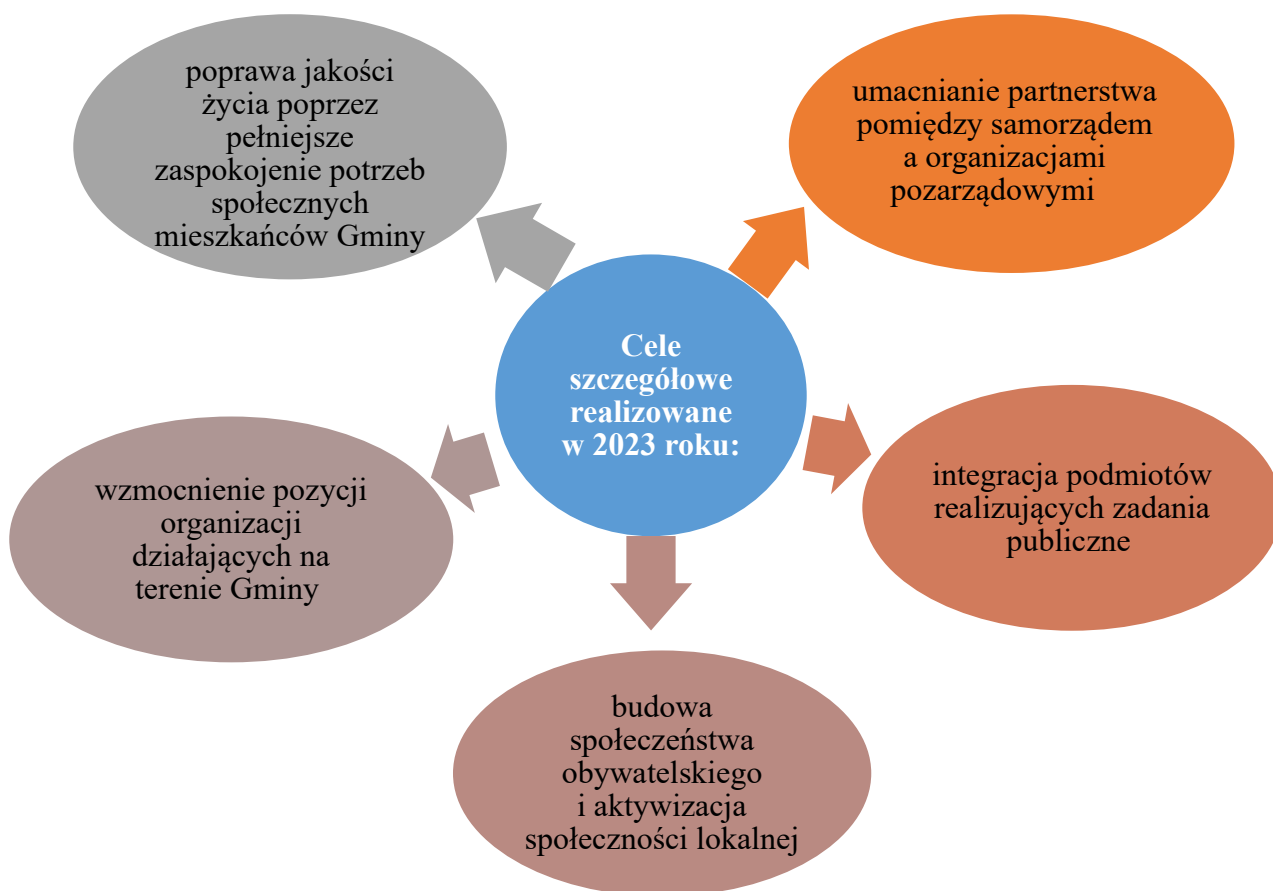 poprawa jakości
życia poprzez
pełniejsze
zaspokojenie potrzeb
społecznych
mieszkańców Gminy
umacnianie partnerstwa
pomiędzy samorządem
a organizacjami
pozarządowymi
Cele
szczegółowe
realizowane
w 2023 roku:
wzmocnienie pozycji
organizacji
działających na
terenie Gminy
integracja podmiotów
realizujących zadania
publiczne
budowa
społeczeństwa
obywatelskiego
i aktywizacja
społeczności lokalnej